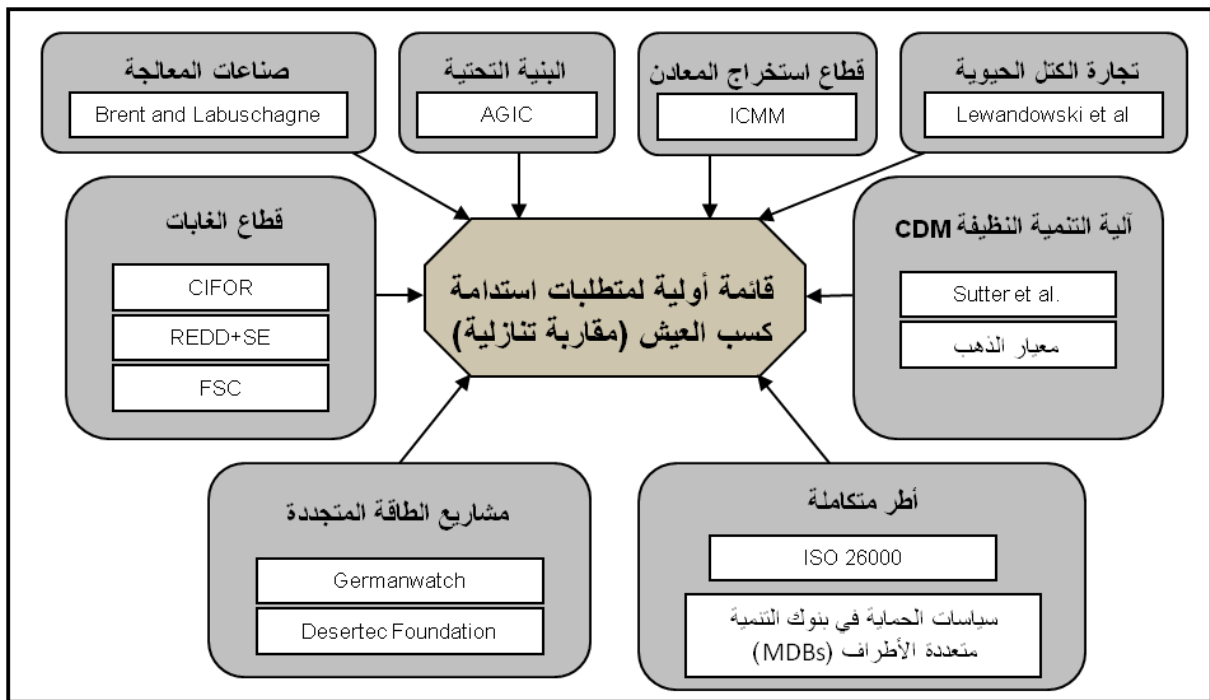 تجارة الكتل الحيوية
Lewandowski et al
قطاع استخراج المعادن
ICMM
البنية التحتية
AGIC
صناعات المعالجة
Brent and Labuschagne
آلية التنمية النظيفة CDM
Sutter et al.
معيار الذهب
قائمة أولية لمتطلبات استدامة
كسب العيش (مقاربة تنازلية)
قطاع الغابات
CIFOR
REDD+SE
FSC
أطر متكاملة
ISO 26000
سياسات الحماية في بنوك التنمية
متعددة الأطراف (MDBs)
مشاريع الطاقة المتجددة
Germanwatch
Desertec Foundation